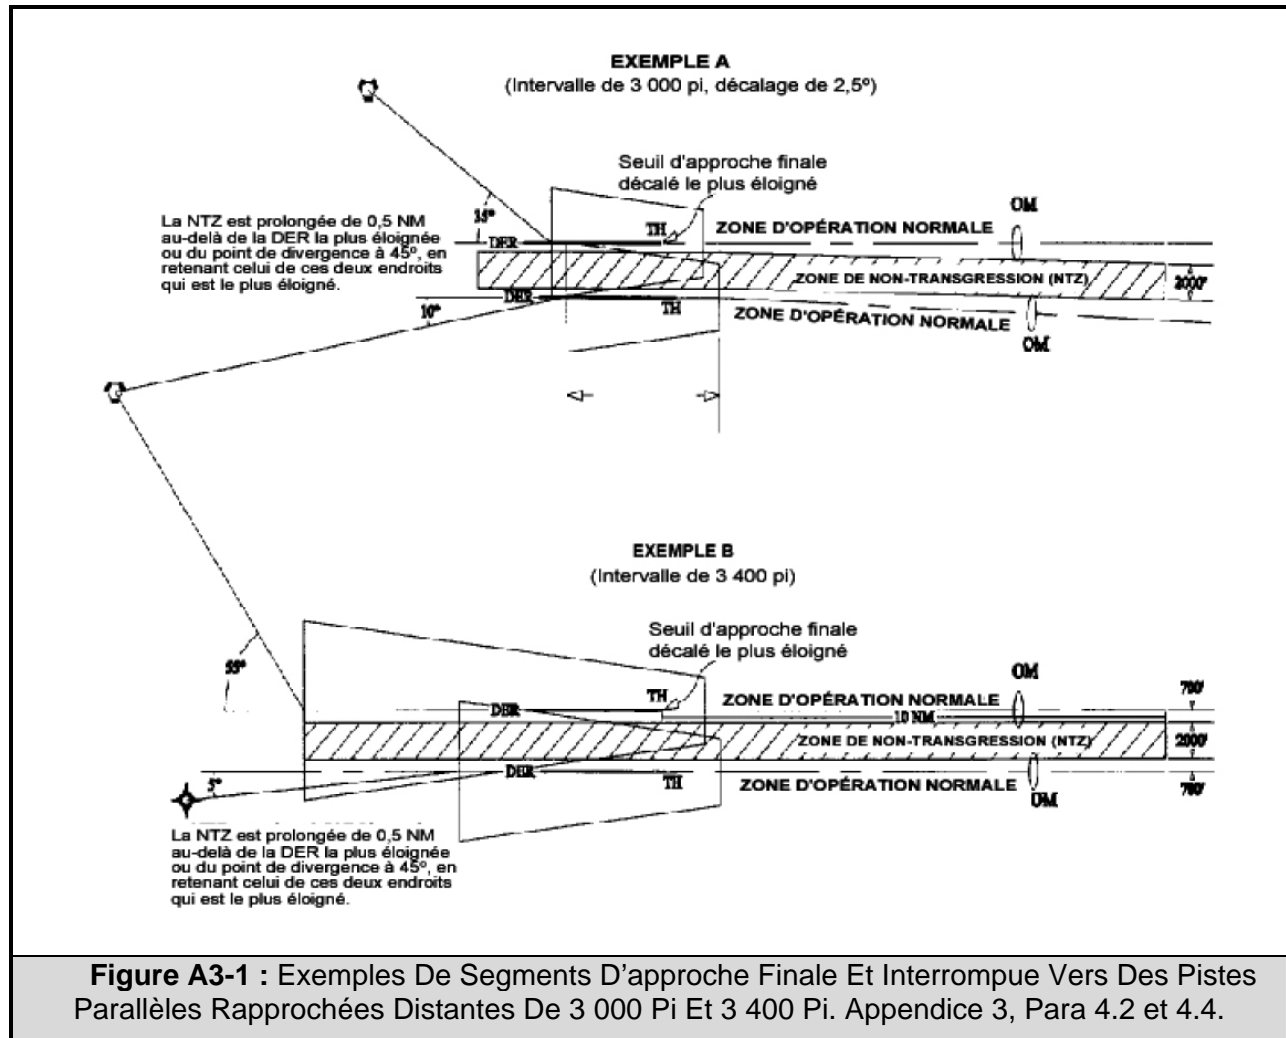 EXEMPLE A
(Intervalle de 3 000 pi, décalage de 2,5º)
Seuil d'approche finale
décalé le plus éloigné
La NTZ est prolongée de 0,5 NM
au-delà de la DER la plus éloignée
ou du point de divergence à 45º, en
retenant celui de ces deux endroits
qui est le plus éloigné.
35º
DER
TH
ZONE D'OPÉRATION NORMALE
OM
ZONE DE NON-TRANSGRESSION (NTZ)
2000'
10º
DER
TH
ZONE D'OPÉRATION NORMALE
OM
EXEMPLE B
(Intervalle de 3 400 pi)
Seuil d'approche finale
décalé le plus éloigné
55º
DER
TH
ZONE D'OPÉRATION NORMALE
OM
700'
10 NM
ZONE DE NON-TRANSGRESSION (NTZ)
2000'
5º
DER
TH
ZONE D'OPÉRATION NORMALE
OM
700'
La NTZ est prolongée de 0,5 NM
au-delà de la DER la plus éloignée
ou du point de divergence à 45º, en
retenant celui de ces deux endroits
qui est le plus éloigné.
Figure A3-1 : Exemples De Segments D'approche Finale Et Interrompue Vers Des Pistes
Parallèles Rapprochées Distantes De 3 000 Pi Et 3 400 Pi. Appendice 3, Para 4.2 et 4.4.